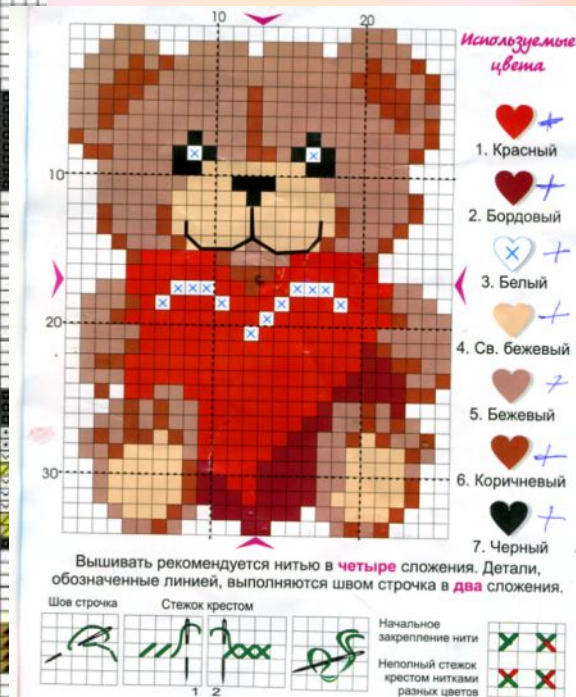 10
20
Используемые
цвета
1. Красный
10
2. Бордовый
3. Белый
20
4. Св. бежевый
5. Бежевый
6. Коричневый
30
7. Черный
Вышивать рекомендуется нитью в четыре сложения. Детали,
обозначенные линией, выполняются швом строчка в два сложения.
Шов строчка
Стежок крестом
Начальное
закрепление нити
Неполный стежок
крестом нитками
разных цветов
1 2